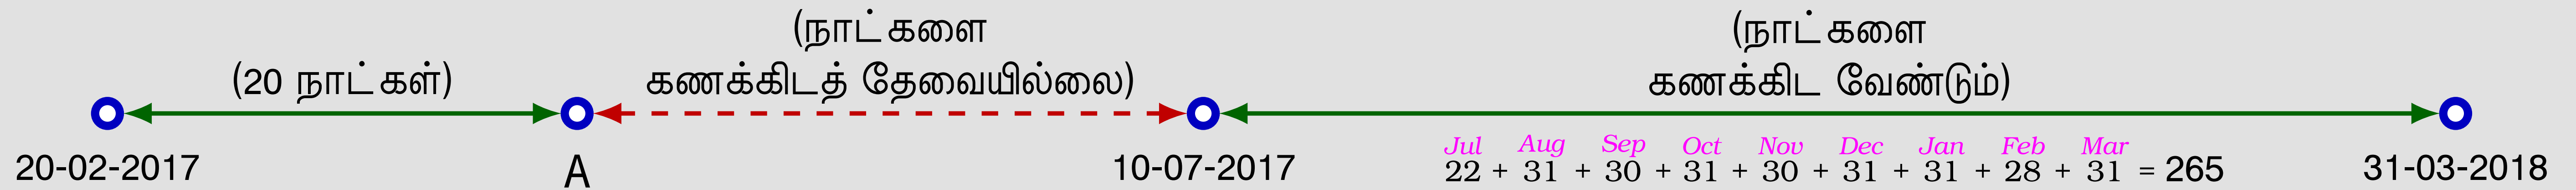 (20 நாட்கள்)
(நாட்களை
கணக்கிடத் தேவையில்லை)
(நாட்களை
கணக்கிட வேண்டும்)
20-02-2017
A
10-07-2017
Jul Aug Sep Oct Nov Dec Jan Feb Mar
22 + 31 + 30 + 31 + 30 + 31 + 31 + 28 + 31 = 265
31-03-2018